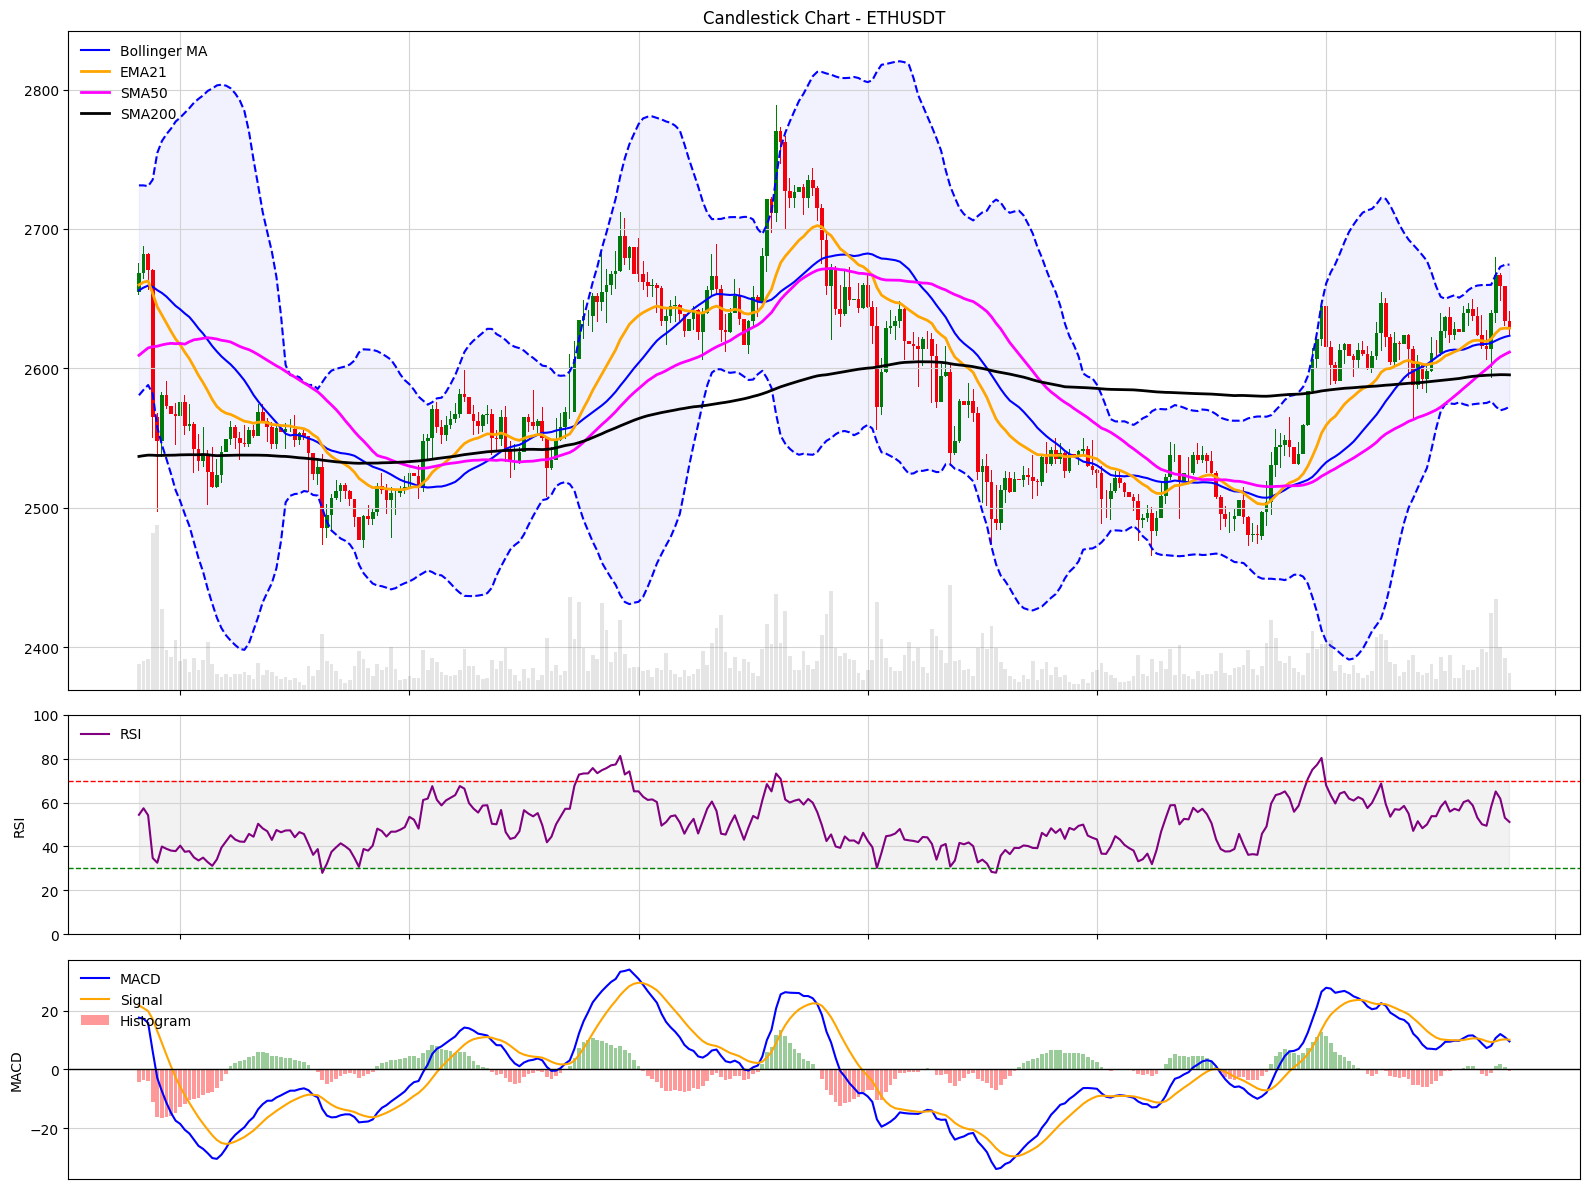 Candlestick Chart - ETHUSDT
Bollinger MA
EMA21
SMA50
SMA200
2800
2700
2600
2500
2400
RSI
100
80
60
40
20
0
RSI
MACD
Signal
Histogram
20
0
−20
MACD